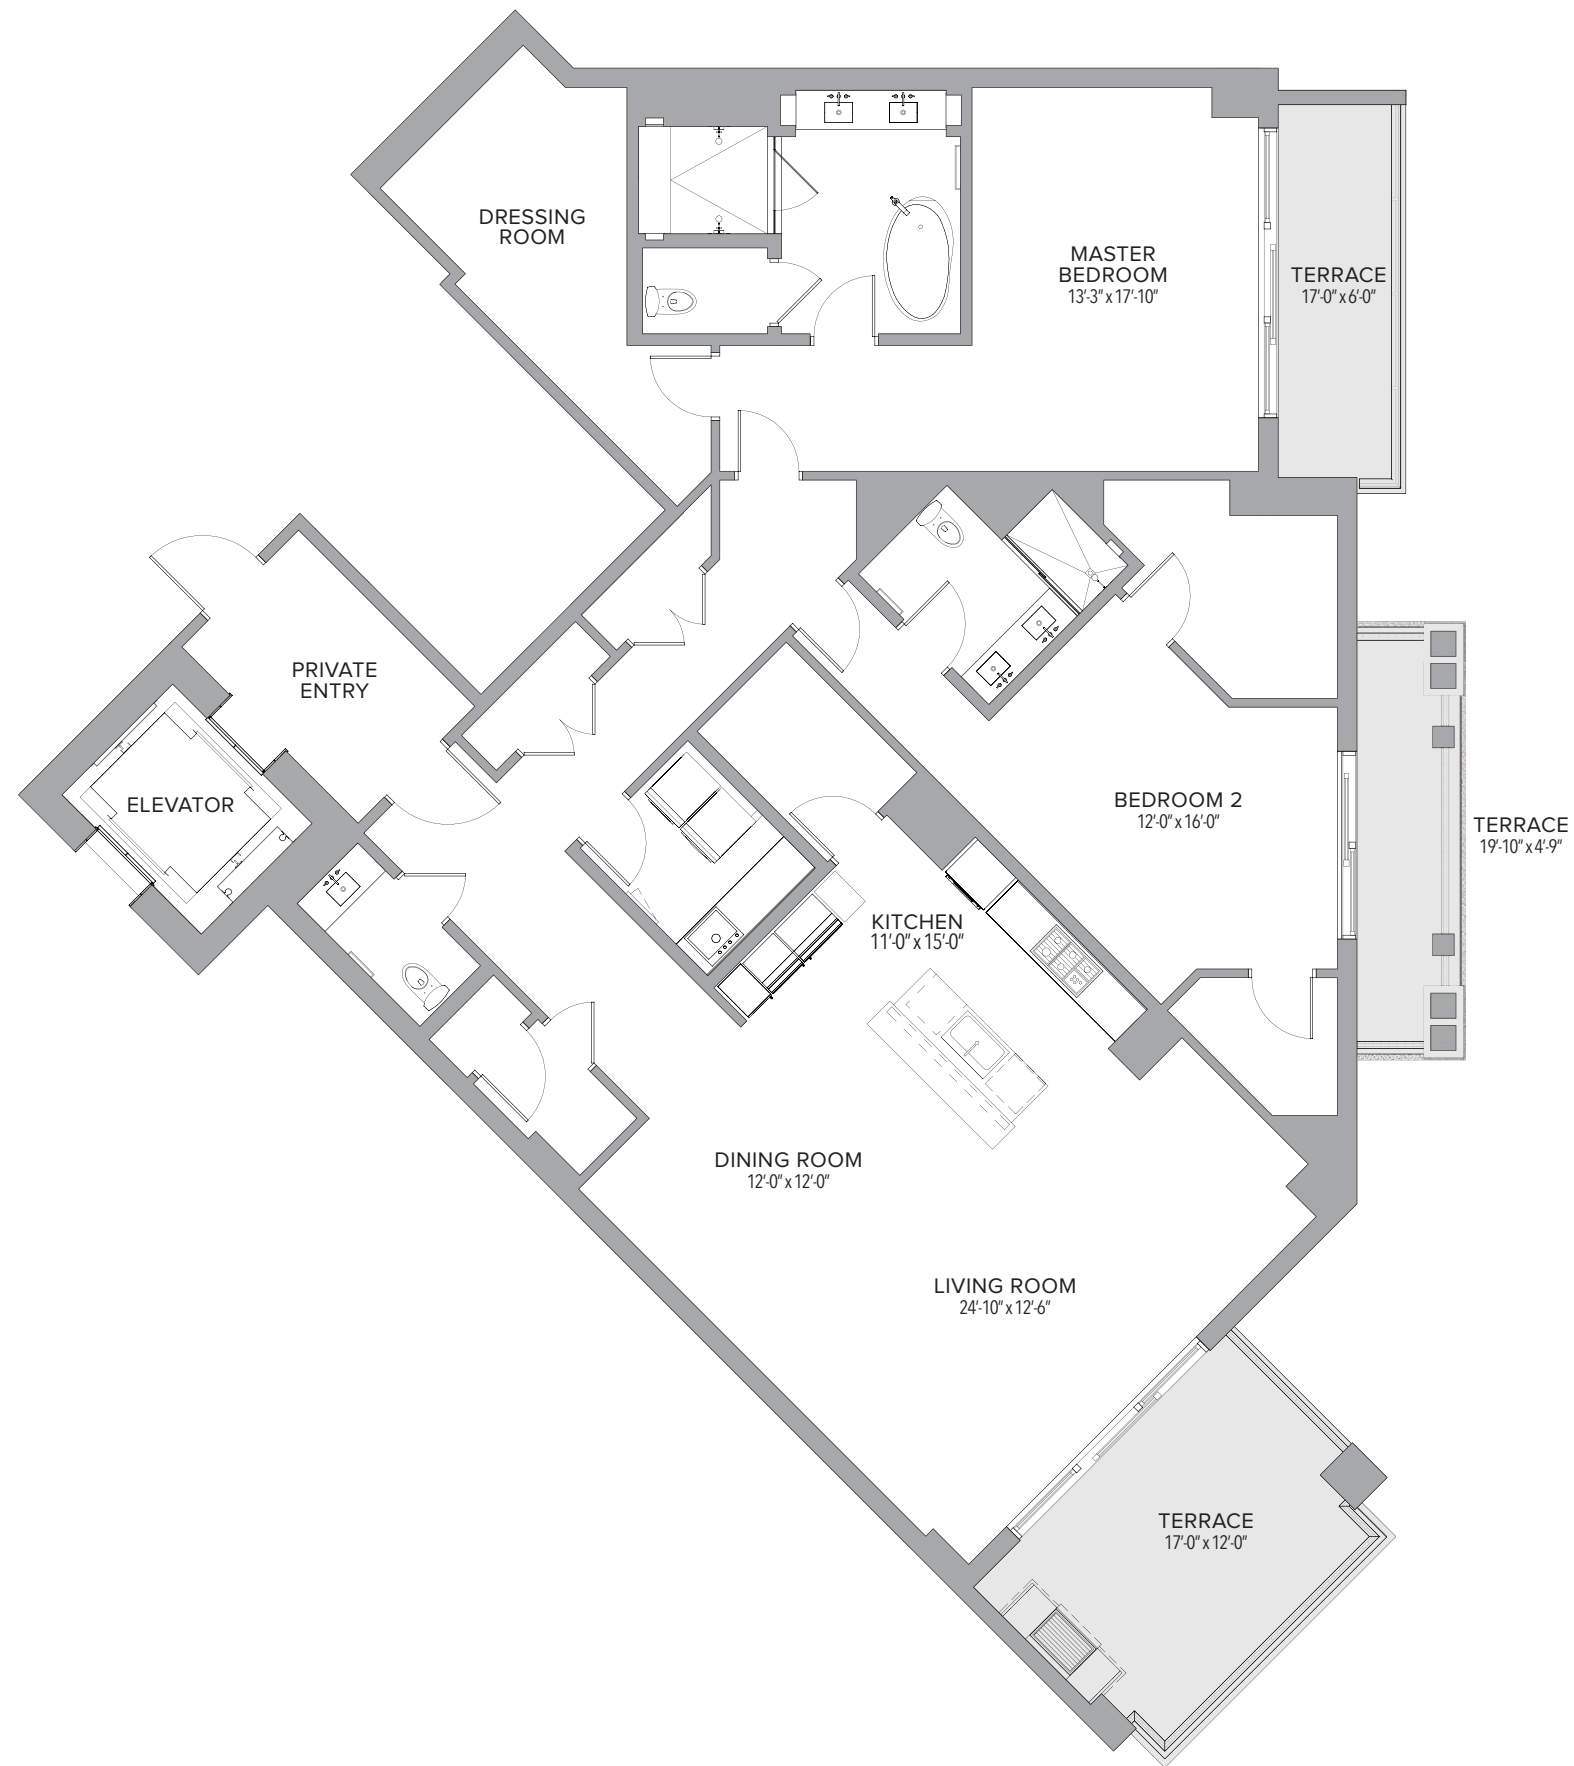 DRESSING
ROOM
MASTER
BEDROOM
13'-3" x 17'-10"
TERRACE
17'-0" x 6'-0"
PRIVATE
ENTRY
ELEVATOR
BEDROOM 2
12'-0" x 16'-0"
TERRACE
19'-10" x 4'-9"
KITCHEN
11'-0" x 15'-0"
DINING ROOM
12'-0" x 12'-0"
LIVING ROOM
24'-10" x 12'-6"
TERRACE
17'-0" x 12'-0"